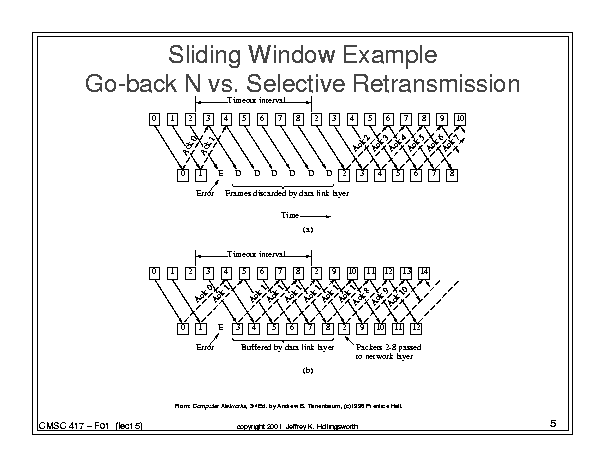 Sliding Window Example
Go-back N vs. Selective Retransmission
Timeout interval
0 1 2 3 4 5 6 7 8 2 3 4 5 6 7 8 9 10
Ack 0 Ack 1 Ack 2 Ack 3 Ack 4 Ack 5 Ack 6 Ack 7
0 1 E D D D D D D 2 3 4 5 6 7 8
Error Frames discarded by data link layer
Time
(a)
Timeout interval
0 1 2 3 4 5 6 7 8 2 9 10 11 12 13 14
Ack 0 Ack 1 Ack 1 Ack 1 Ack 1 Ack 1 Ack 1 Ack 8 Ack 9 Ack 10
0 1 E 3 4 5 6 7 8 2 9 10 11 12
Error Buffered by data link layer Packets 2-8 passed
to network layer
(b)
From: Computer Networks, 3rd Ed. by Andrew S. Tanenbaum, (c)1996 Prentice Hall.
CMSC 417 – F01 (lect 5)
copyright 2001 Jeffrey K. Hollingsworth
5